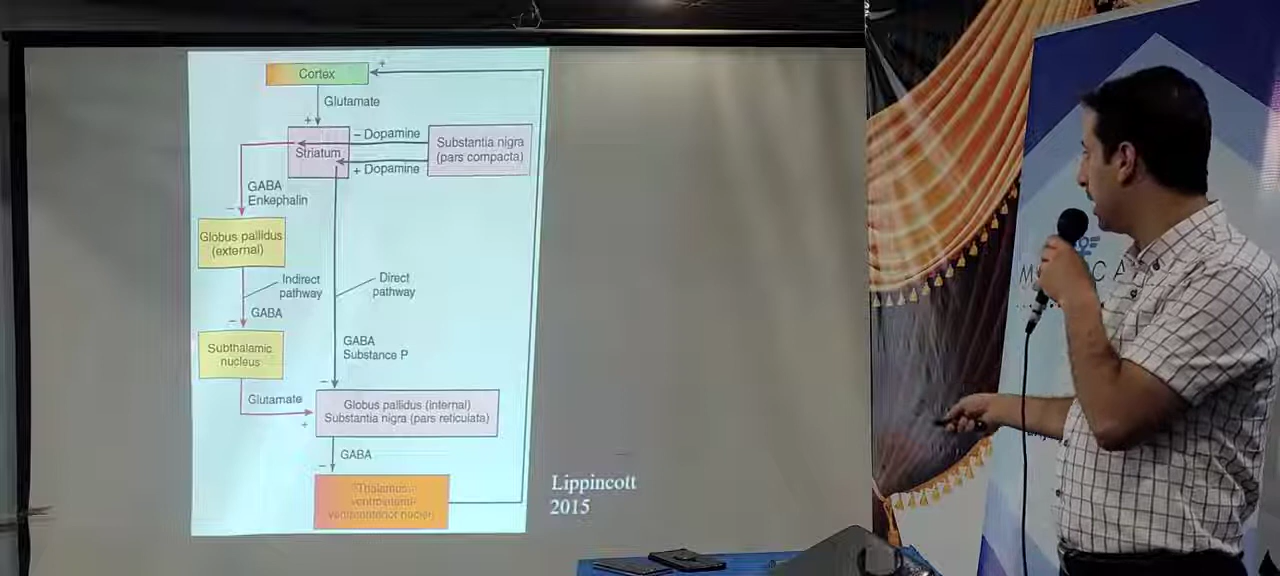 Cortex
+
Glutamate
+
− Dopamine
Striatum
Substantia nigra
(pars compacta)
+ Dopamine
GABA
Enkephalin
−
Globus pallidus
(external)
Indirect
pathway
Direct
pathway
GABA
−
Subthalamic
nucleus
GABA
Substance P
−
Glutamate
+
Globus pallidus (internal)
Substantia nigra (pars reticulata)
GABA
−
Thalamus
Lippincott
2015